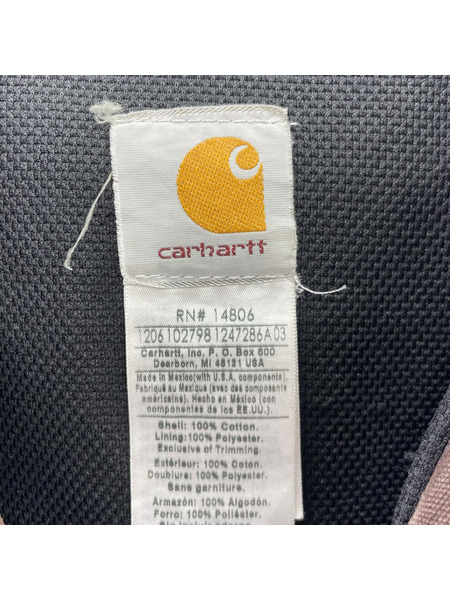 carhartt
RN# 14806
1206102798 1247286A 03
Carhartt, Inc. P. O. Box 600
Dearborn, MI 48121 USA
Made in Mexico(with U.S.A. components).
Fabriqué au Mexique (avec des composants
américains). Hecho en México (con
componentes de los EE.UU.).
Shell: 100% Cotton.
Lining: 100% Polyester.
Exclusive of Trimming.
Extérieur: 100% Coton.
Doublure: 100% Polyester.
Sans garniture.
Armazón: 100% Algodón.
Forro: 100% Poliéster.